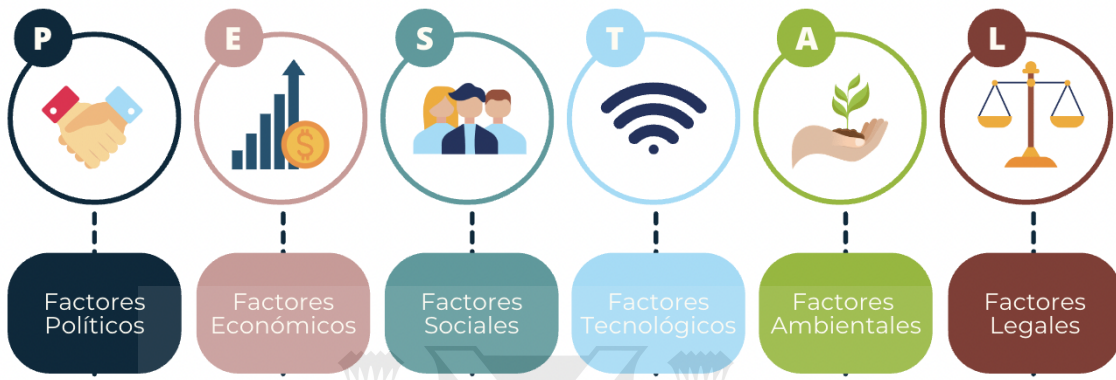 P
E
S
T
A
L
$
Factores
Políticos
Factores
Económicos
Factores
Sociales
Factores
Tecnológicos
Factores
Ambientales
Factores
Legales